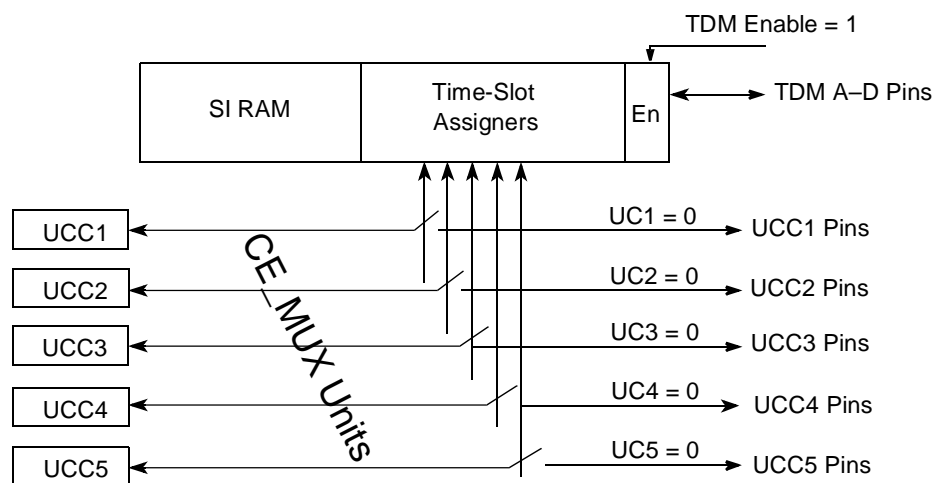 TDM Enable = 1
SI RAM
Time-Slot
Assigners
En
TDM A–D Pins
UCC1
UC1 = 0
UCC1 Pins
UCC2
UC2 = 0
UCC2 Pins
UCC3
UC3 = 0
UCC3 Pins
UCC4
UC4 = 0
UCC4 Pins
UCC5
UC5 = 0
UCC5 Pins
CE_MUX Units